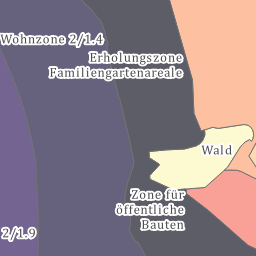 Wohnzone 2/1.4
Erholungszone
Familiengartenareale
Wald
Zone für
öffentliche
Bauten
2/1.9